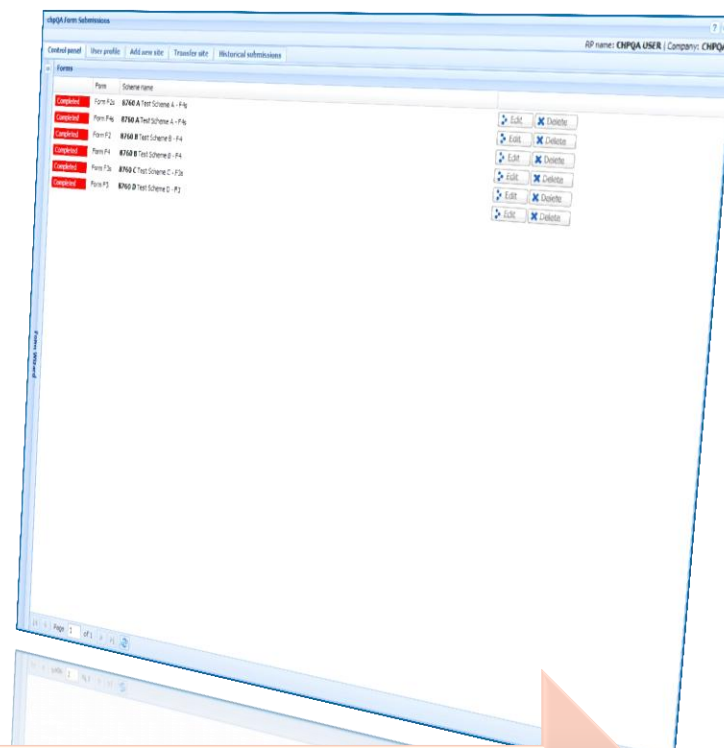 chpQA Form Submissions
?
RP name: CHPQA USER | Company: CHPQA
Control panel User profile Add new site Transfer site Historical submissions
Forms
Form Scheme name
Completed Form F2s 8760 A Test Scheme A - F4s Edit Delete
Completed Form F4s 8760 A Test Scheme A - F4s Edit Delete
Completed Form F2 8760 B Test Scheme B - F4 Edit Delete
Completed Form F4 8760 B Test Scheme B - F4 Edit Delete
Completed Form F3s 8760 C Test Scheme C - Edit Delete
Completed Form F3 8760 D Test Scheme D - Edit Delete
Form Wizard
Page 1 of 1